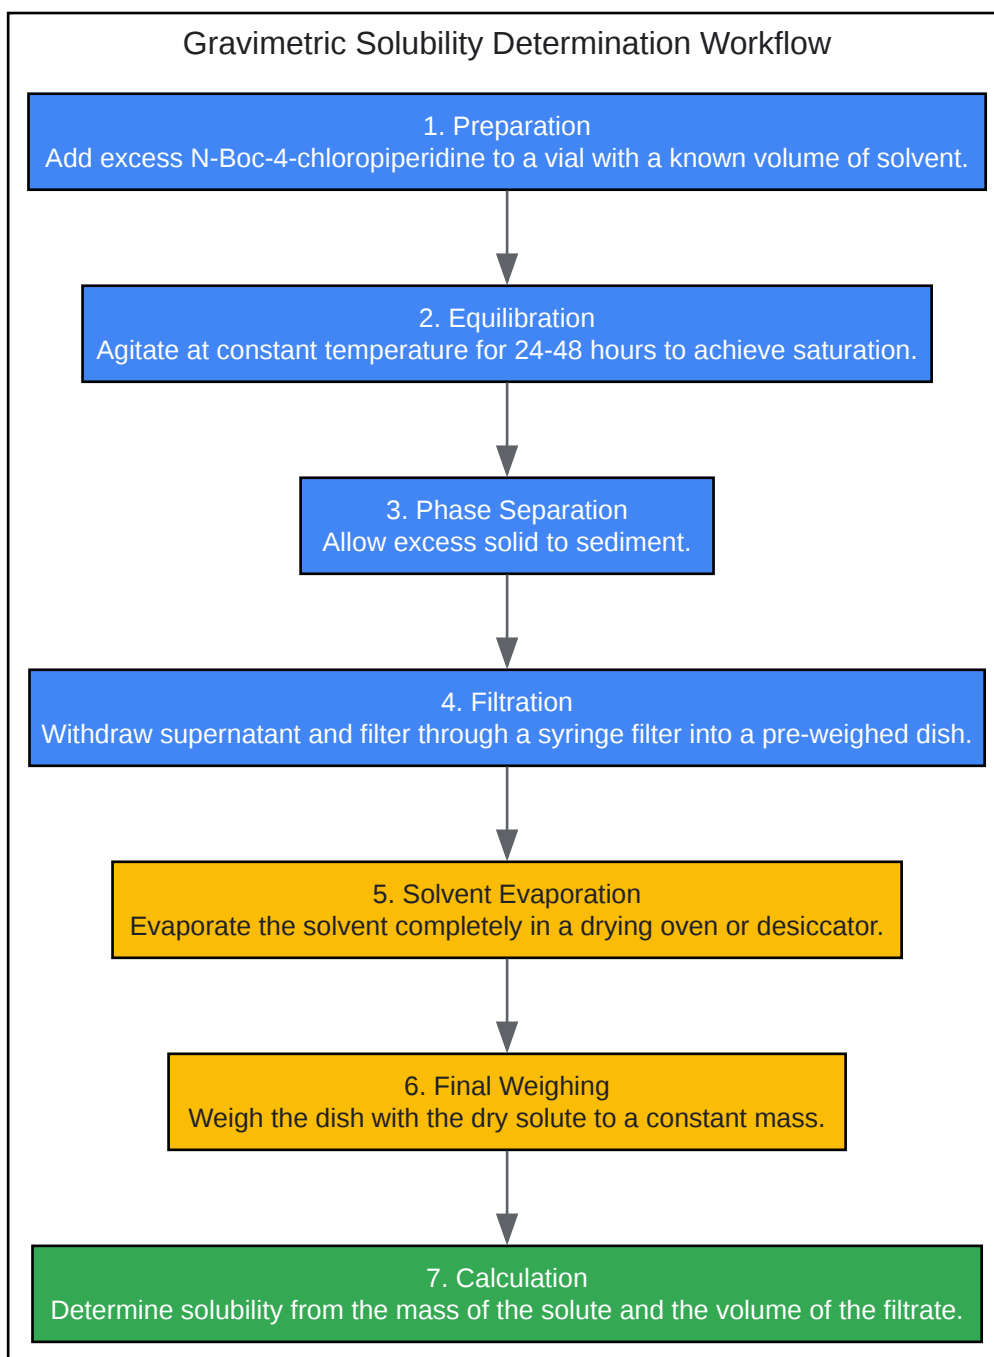 Gravimetric Solubility Determination Workflow
1. Preparation
Add excess N-Boc-4-chloropiperidine to a vial with a known volume of solvent.
2. Equilibration
Agitate at constant temperature for 24-48 hours to achieve saturation.
3. Phase Separation
Allow excess solid to sediment.
4. Filtration
Withdraw supernatant and filter through a syringe filter into a pre-weighed dish.
5. Solvent Evaporation
Evaporate the solvent completely in a drying oven or desiccator.
6. Final Weighing
Weigh the dish with the dry solute to a constant mass.
7. Calculation
Determine solubility from the mass of the solute and the volume of the filtrate.